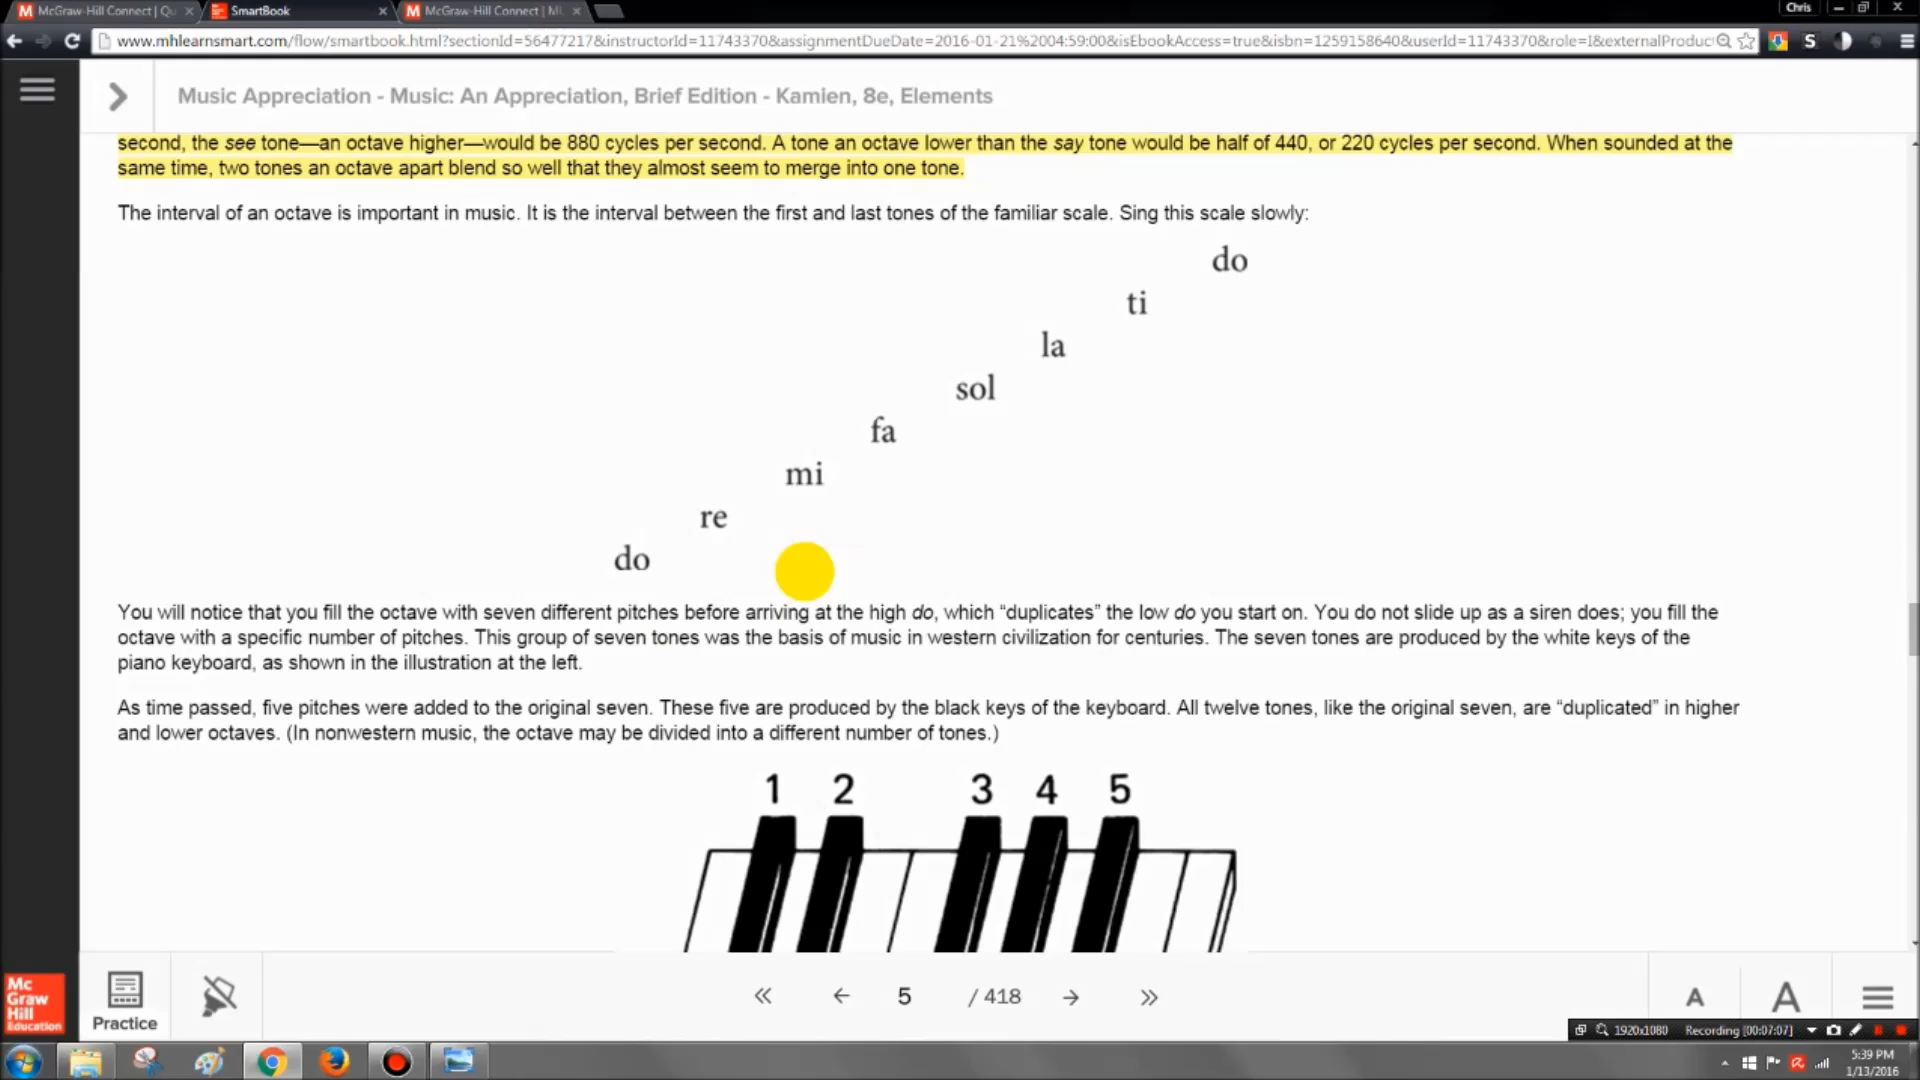 McGraw-Hill Connect | Qu
SmartBook
McGraw-Hill Connect | M
Chris
www.mhlearnsmart.com/flow/smartbook.html?sectionId=56477217&instructorId=11743370&assignmentDueDate=2016-01-21%2004:59:00&isEbookAccess=true&isbn=1259158640&userId=11743370&role=I&externalProduc
S
Music Appreciation - Music: An Appreciation, Brief Edition - Kamien, 8e, Elements
second, the see tone—an octave higher—would be 880 cycles per second. A tone an octave lower than the say tone would be half of 440, or 220 cycles per second. When sounded at the
same time, two tones an octave apart blend so well that they almost seem to merge into one tone.
The interval of an octave is important in music. It is the interval between the first and last tones of the familiar scale. Sing this scale slowly:
do
ti
la
sol
fa
mi
re
do
You will notice that you fill the octave with seven different pitches before arriving at the high do, which “duplicates” the low do you start on. You do not slide up as a siren does; you fill the
octave with a specific number of pitches. This group of seven tones was the basis of music in western civilization for centuries. The seven tones are produced by the white keys of the
piano keyboard, as shown in the illustration at the left.
As time passed, five pitches were added to the original seven. These five are produced by the black keys of the keyboard. All twelve tones, like the original seven, are “duplicated” in higher
and lower octaves. (In nonwestern music, the octave may be divided into a different number of tones.)
1 2 3 4 5
Mc
Graw
Hill
Education
Practice
5 / 418
A A
1920x1080 Recording [00:07:07]
5:39 PM
1/13/2016